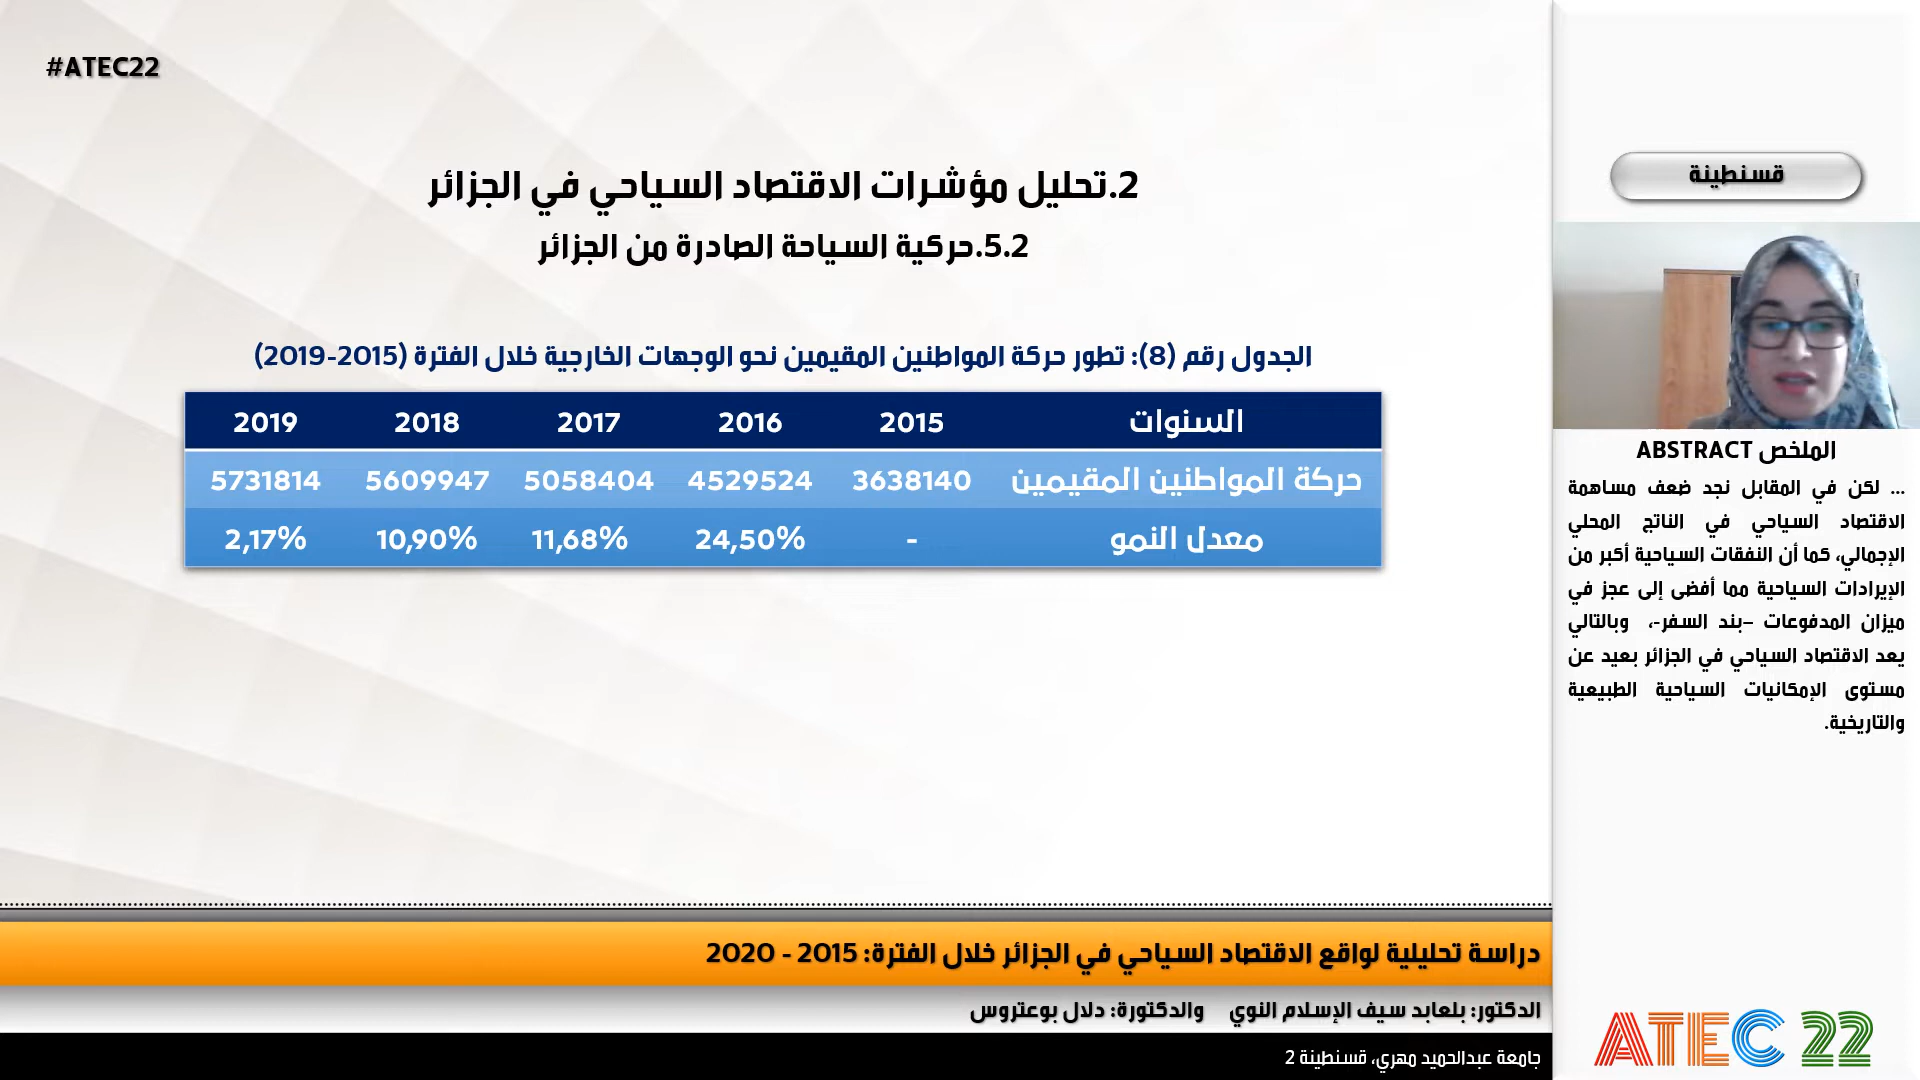 #ATEC22
2.تحليل مؤشرات الاقتصاد السياحي في الجزائر
5.2.حركية السياحة الصادرة من الجزائر
الجدول رقم (8): تطور حركة المواطنين المقيمين نحو الوجهات الخارجية خلال الفترة (2015-2019)
السنوات 2015 2016 2017 2018 2019
حركة المواطنين المقيمين 3638140 4529524 5058404 5609947 5731814
معدل النمو - 24,50% 11,68% 10,90% 2,17%
قسنطينة
الملخص ABSTRACT
... لكن في المقابل نجد ضعف مساهمة
الاقتصاد السياحي في الناتج المحلي
الإجمالي، كما أن النفقات السياحية أكبر من
الإيرادات السياحية مما أفضى إلى عجز في
ميزان المدفوعات –بند السفر-، وبالتالي
يعد الاقتصاد السياحي في الجزائر بعيد عن
مستوى الإمكانيات السياحية الطبيعية
والتاريخية.
دراسة تحليلية لواقع الاقتصاد السياحي في الجزائر خلال الفترة: 2015 - 2020
الدكتور: بلعابد سيف الإسلام النوي والدكتورة: دلال بوعتروس
جامعة عبدالحميد مهري، قسنطينة 2
ATEC 22